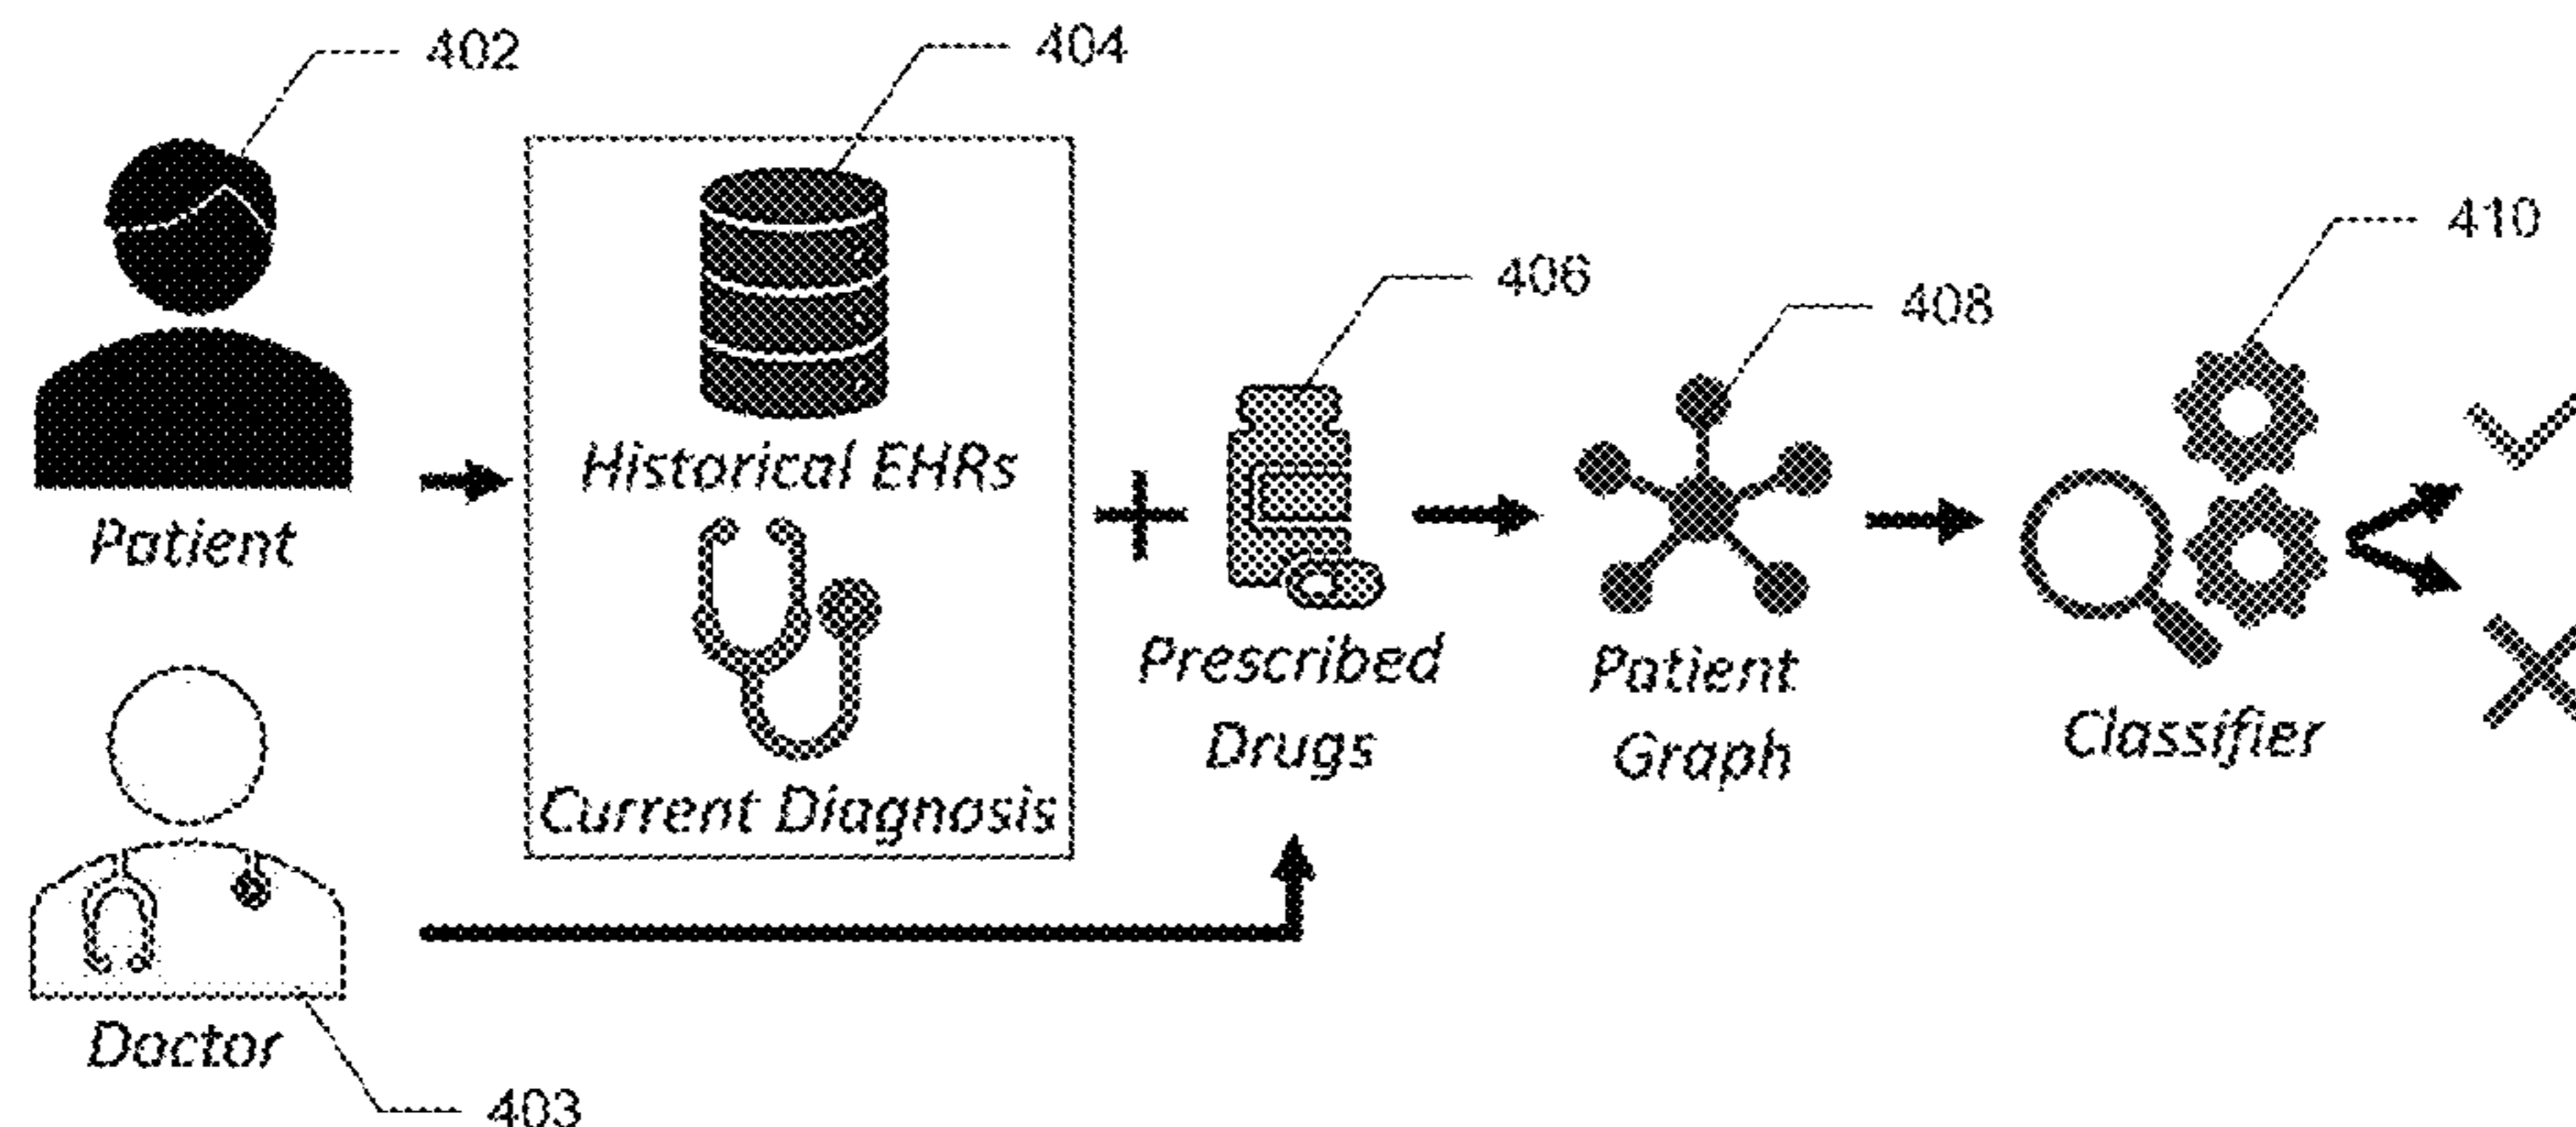 402
404
406
408
410
Patient
Historical EHRs
Current Diagnosis
Prescribed
Drugs
Patient
Graph
Classifier
Doctor
403